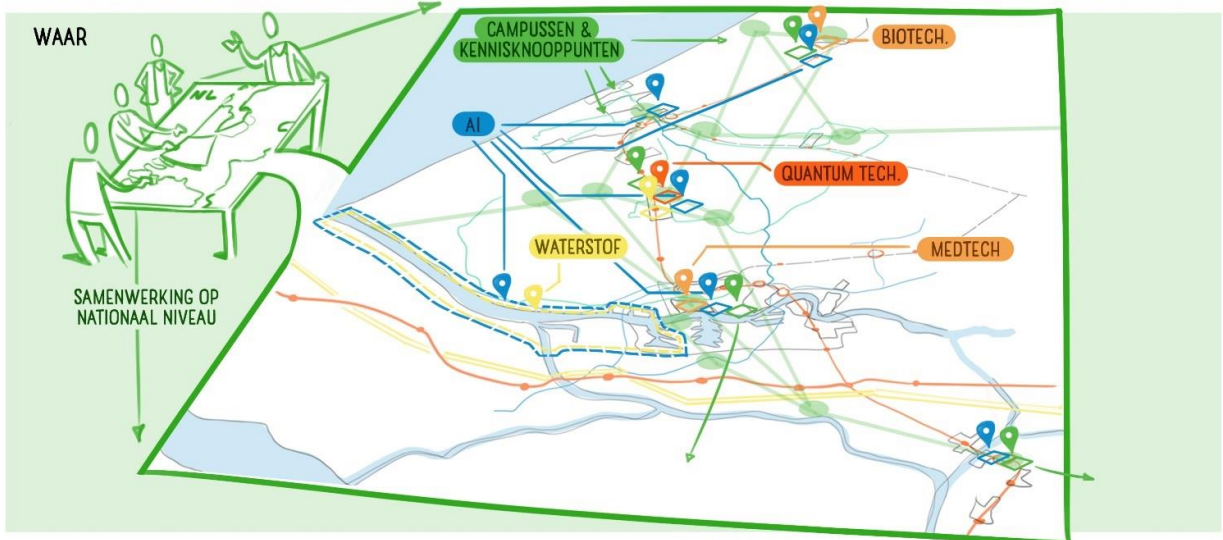 WAAR
NL
SAMENWERKING OP
NATIONAAL NIVEAU
CAMPUSSEN &
KENNISKNOOPPUNTEN
BIOTECH.
AI
QUANTUM TECH.
WATERSTOF
MEDTECH